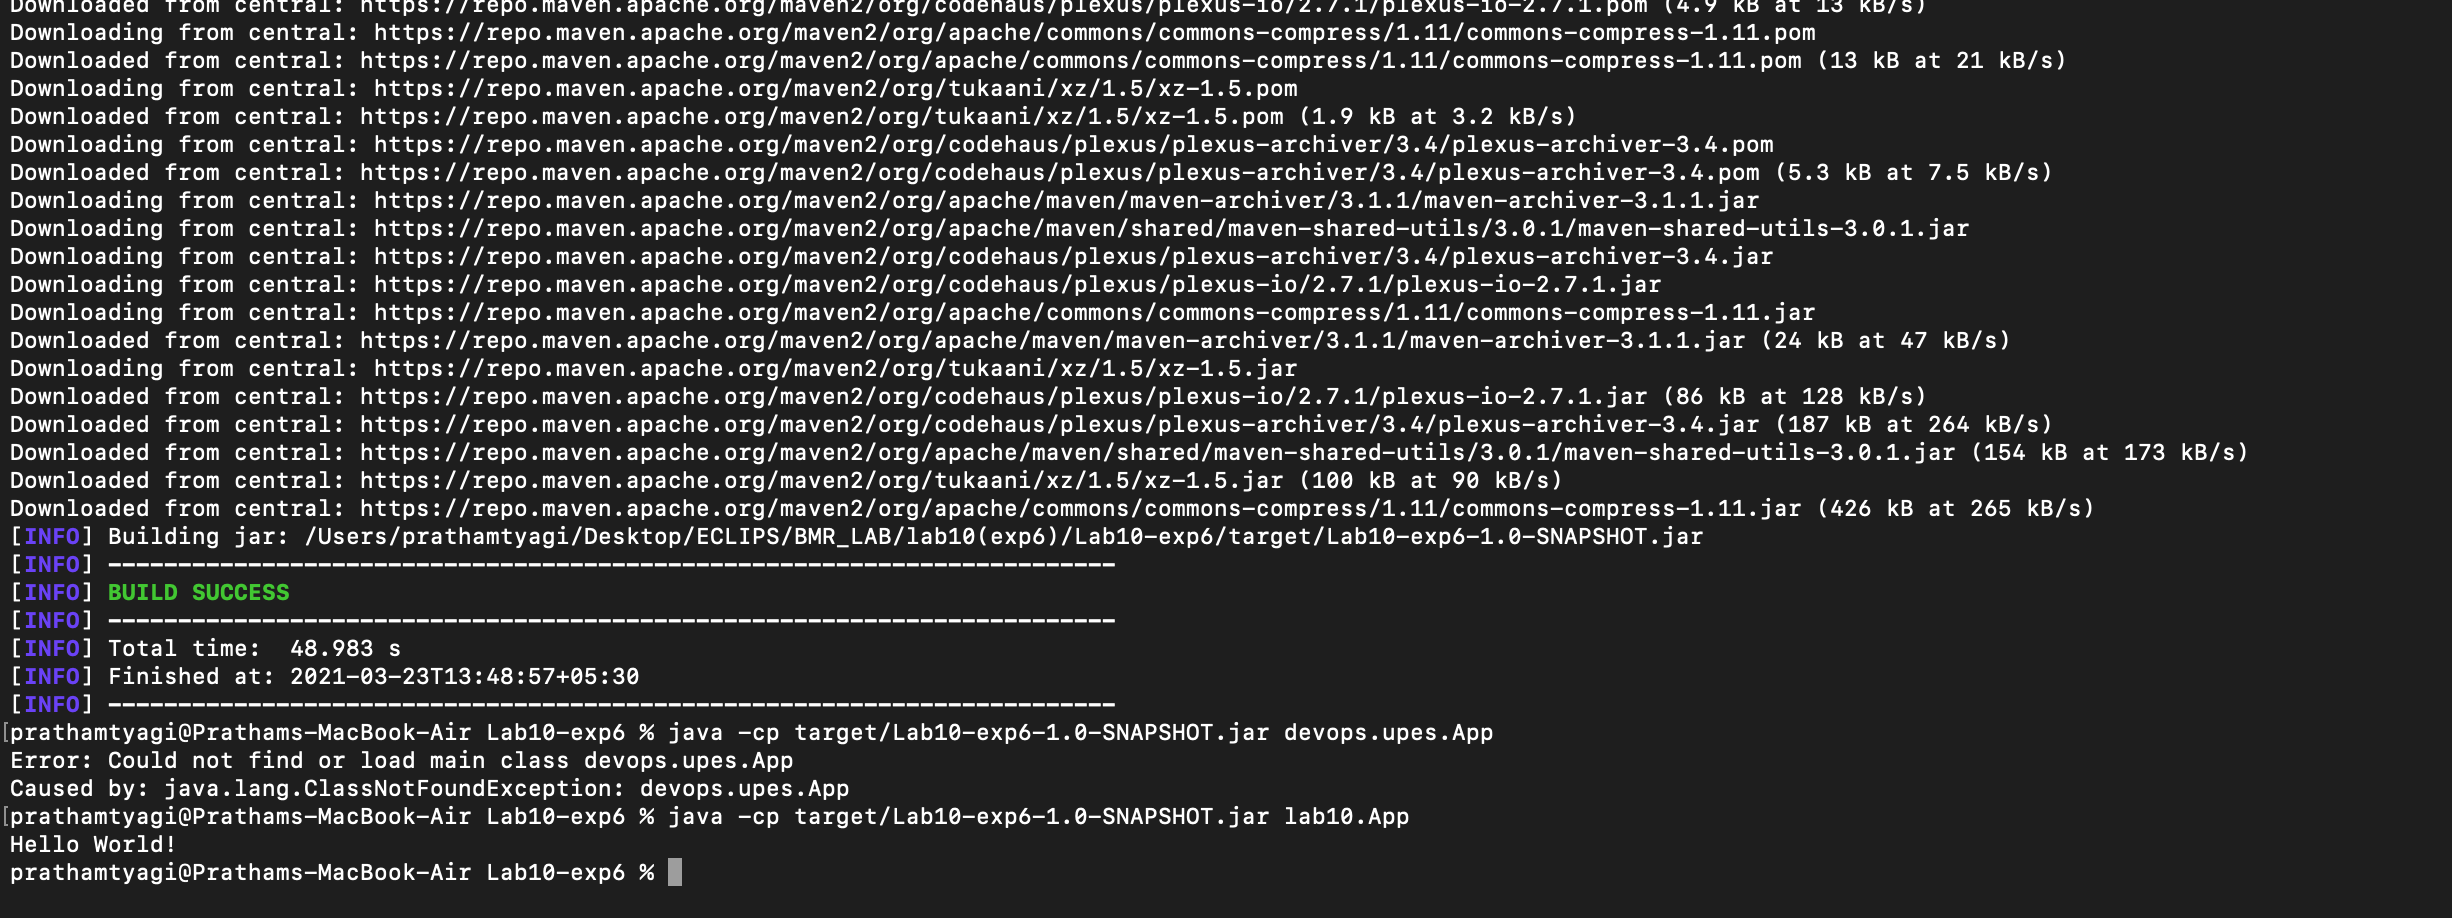 Downloaded from central: https://repo.maven.apache.org/maven2/org/codehaus/plexus/plexus-io/2.7.1/plexus-io-2.7.1.pom (4.9 kB at 13 kB/s)
Downloading from central: https://repo.maven.apache.org/maven2/org/apache/commons/commons-compress/1.11/commons-compress-1.11.pom
Downloaded from central: https://repo.maven.apache.org/maven2/org/apache/commons/commons-compress/1.11/commons-compress-1.11.pom (13 kB at 21 kB/s)
Downloading from central: https://repo.maven.apache.org/maven2/org/tukaani/xz/1.5/xz-1.5.pom
Downloaded from central: https://repo.maven.apache.org/maven2/org/tukaani/xz/1.5/xz-1.5.pom (1.9 kB at 3.2 kB/s)
Downloading from central: https://repo.maven.apache.org/maven2/org/codehaus/plexus/plexus-archiver/3.4/plexus-archiver-3.4.pom
Downloaded from central: https://repo.maven.apache.org/maven2/org/codehaus/plexus/plexus-archiver/3.4/plexus-archiver-3.4.pom (5.3 kB at 7.5 kB/s)
Downloading from central: https://repo.maven.apache.org/maven2/org/apache/maven/maven-archiver/3.1.1/maven-archiver-3.1.1.jar
Downloading from central: https://repo.maven.apache.org/maven2/org/apache/maven/shared/maven-shared-utils/3.0.1/maven-shared-utils-3.0.1.jar
Downloading from central: https://repo.maven.apache.org/maven2/org/codehaus/plexus/plexus-archiver/3.4/plexus-archiver-3.4.jar
Downloading from central: https://repo.maven.apache.org/maven2/org/codehaus/plexus/plexus-io/2.7.1/plexus-io-2.7.1.jar
Downloading from central: https://repo.maven.apache.org/maven2/org/apache/commons/commons-compress/1.11/commons-compress-1.11.jar
Downloaded from central: https://repo.maven.apache.org/maven2/org/apache/maven/maven-archiver/3.1.1/maven-archiver-3.1.1.jar (24 kB at 47 kB/s)
Downloading from central: https://repo.maven.apache.org/maven2/org/tukaani/xz/1.5/xz-1.5.jar
Downloaded from central: https://repo.maven.apache.org/maven2/org/codehaus/plexus/plexus-io/2.7.1/plexus-io-2.7.1.jar (86 kB at 128 kB/s)
Downloaded from central: https://repo.maven.apache.org/maven2/org/codehaus/plexus/plexus-archiver/3.4/plexus-archiver-3.4.jar (187 kB at 264 kB/s)
Downloaded from central: https://repo.maven.apache.org/maven2/org/apache/maven/shared/maven-shared-utils/3.0.1/maven-shared-utils-3.0.1.jar (154 kB at 173 kB/s)
Downloaded from central: https://repo.maven.apache.org/maven2/org/tukaani/xz/1.5/xz-1.5.jar (100 kB at 90 kB/s)
Downloaded from central: https://repo.maven.apache.org/maven2/org/apache/commons/commons-compress/1.11/commons-compress-1.11.jar (426 kB at 265 kB/s)
[INFO] Building jar: /Users/prathamtyagi/Desktop/ECLIPS/BMR_LAB/lab10(exp6)/Lab10-exp6/target/Lab10-exp6-1.0-SNAPSHOT.jar
[INFO] ------------------------------------------------------------------------
[INFO] BUILD SUCCESS
[INFO] ------------------------------------------------------------------------
[INFO] Total time:  48.983 s
[INFO] Finished at: 2021-03-23T13:48:57+05:30
[INFO] ------------------------------------------------------------------------
[prathamtyagi@Prathams-MacBook-Air Lab10-exp6 % java -cp target/Lab10-exp6-1.0-SNAPSHOT.jar devops.upes.App
Error: Could not find or load main class devops.upes.App
Caused by: java.lang.ClassNotFoundException: devops.upes.App
[prathamtyagi@Prathams-MacBook-Air Lab10-exp6 % java -cp target/Lab10-exp6-1.0-SNAPSHOT.jar lab10.App
Hello World!
prathamtyagi@Prathams-MacBook-Air Lab10-exp6 %